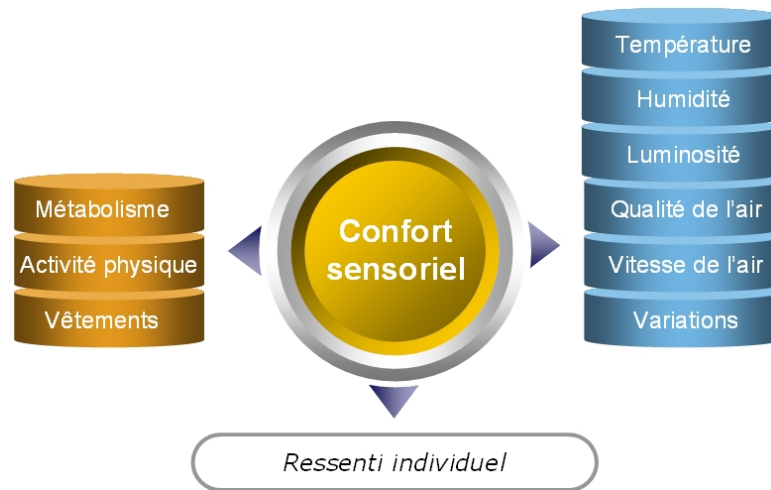 Métabolisme
Activité physique
Vêtements
Confort
sensoriel
Température
Humidité
Luminosité
Qualité de l'air
Vitesse de l'air
Variations
Ressenti individuel